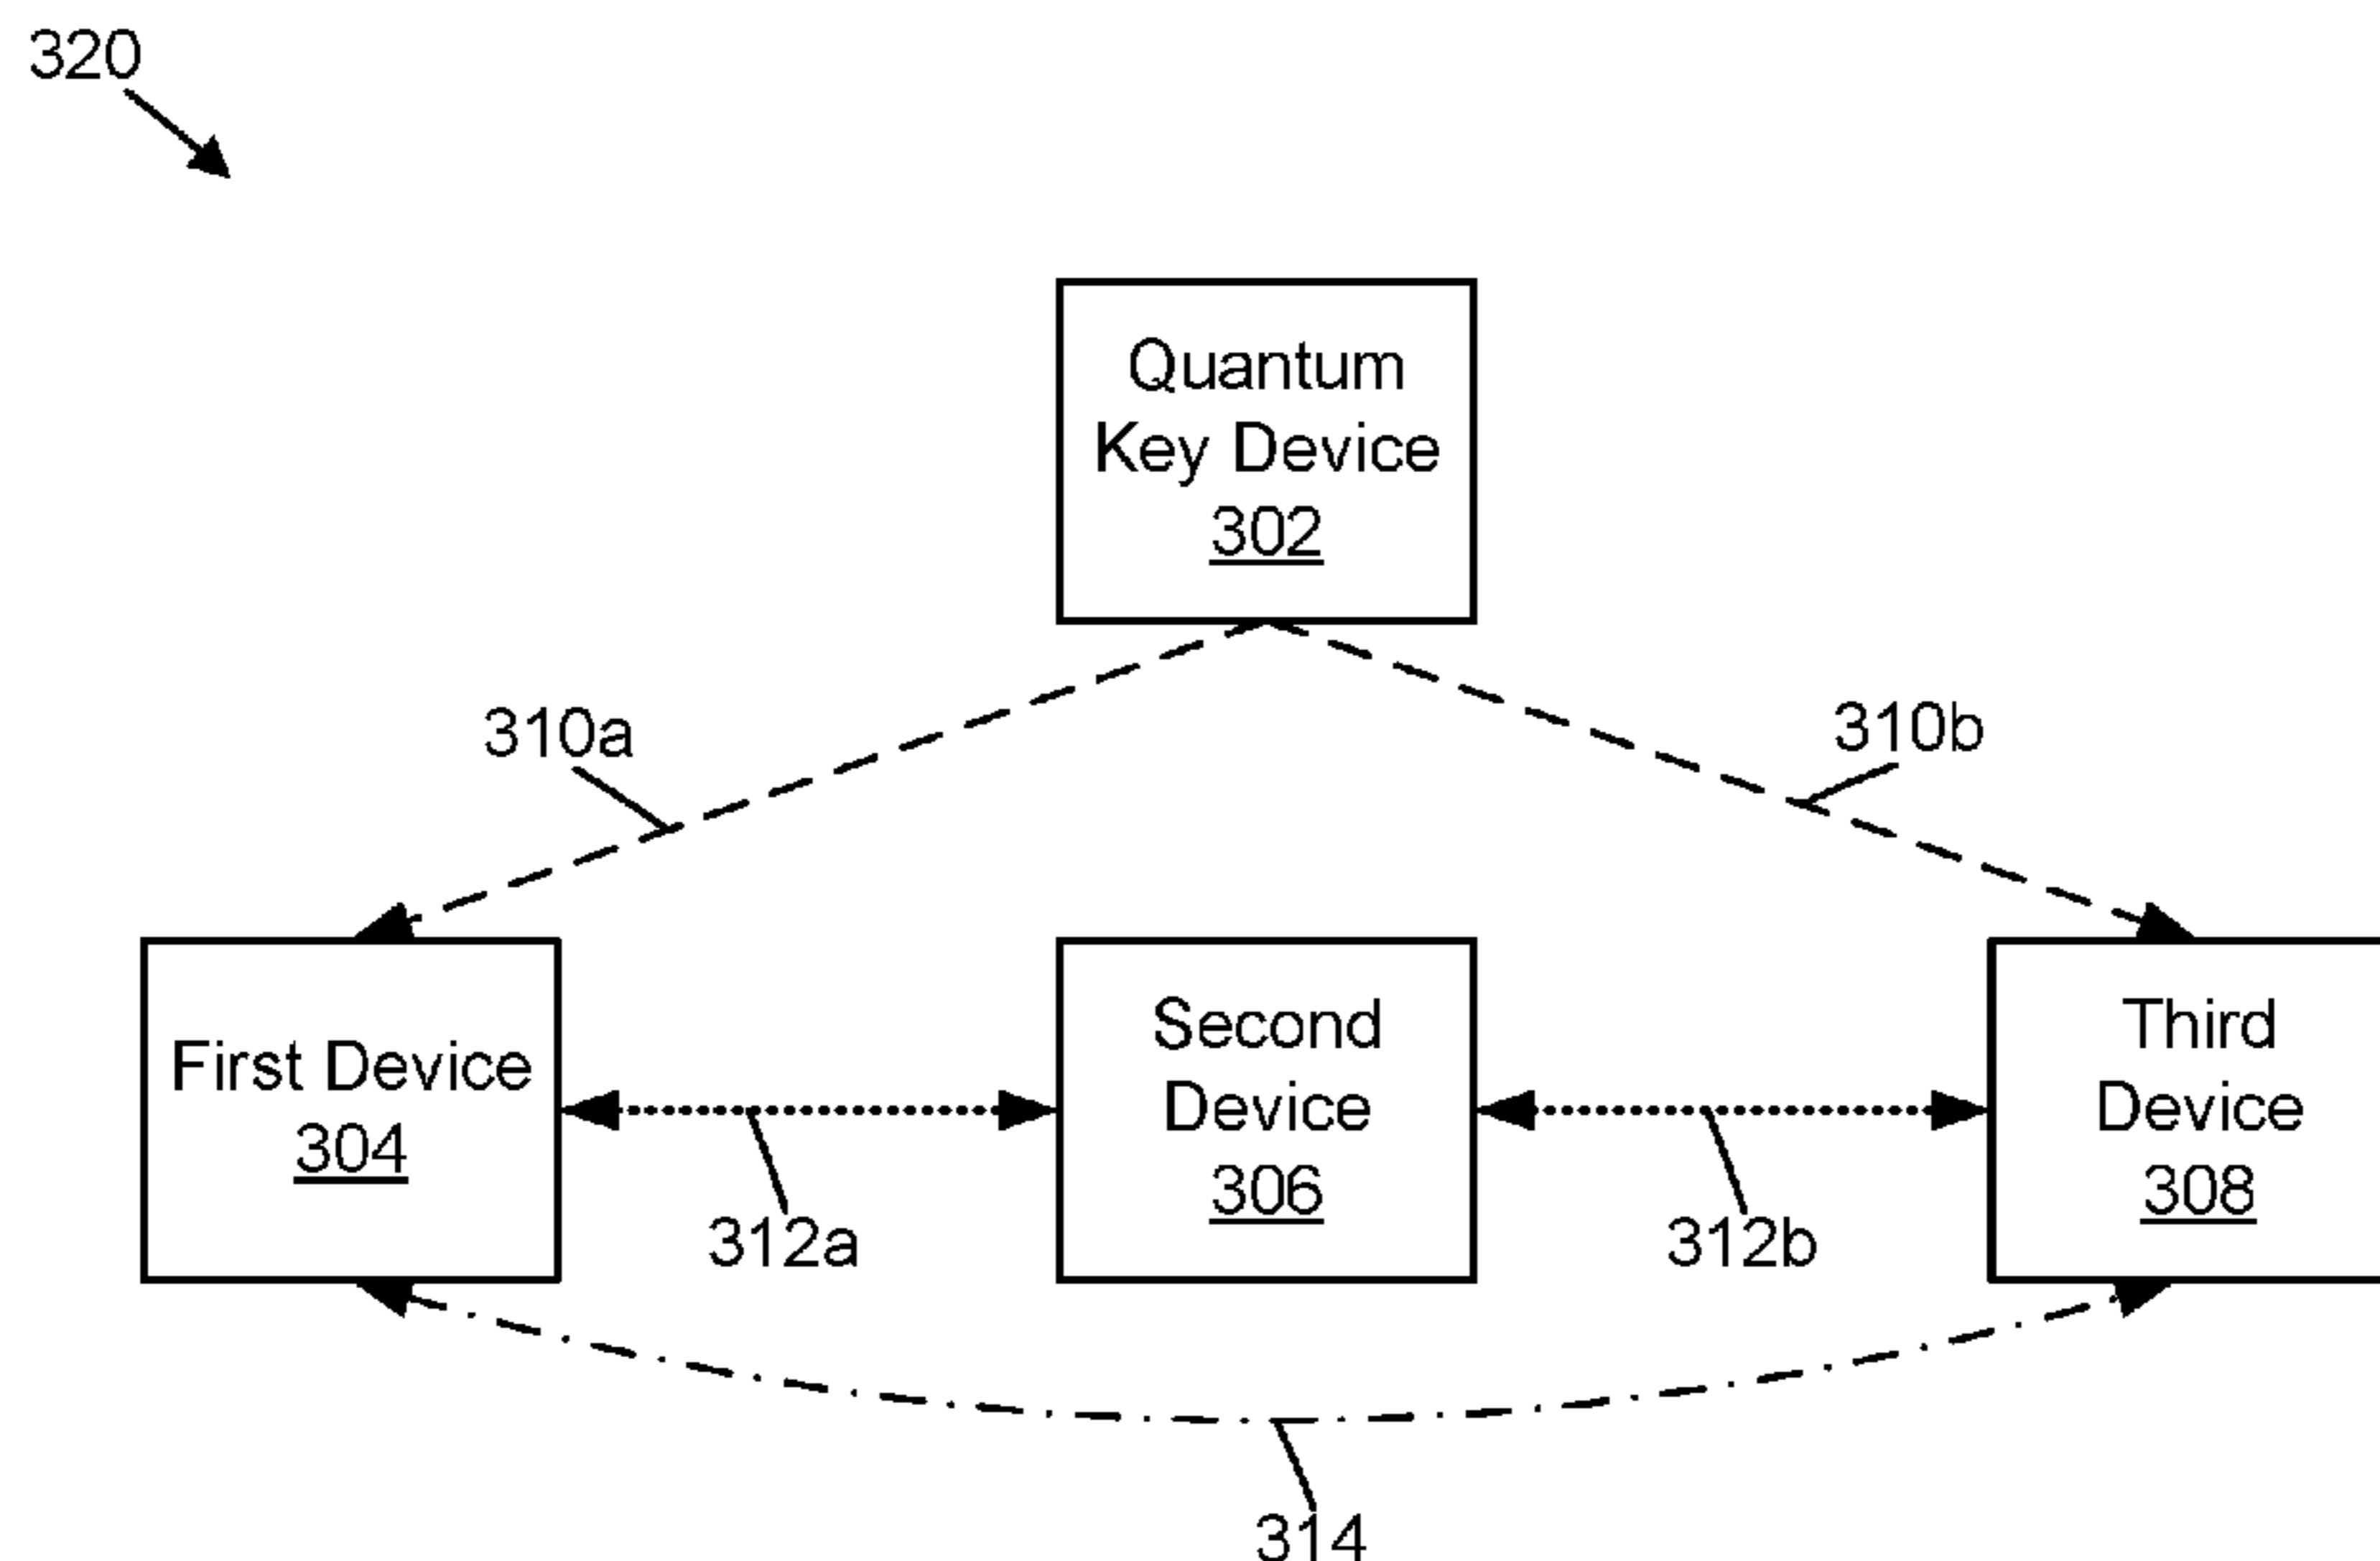 320
Quantum
Key Device
302
310a
310b
First Device
304
Second
Device
306
Third
Device
308
312a
312b
314